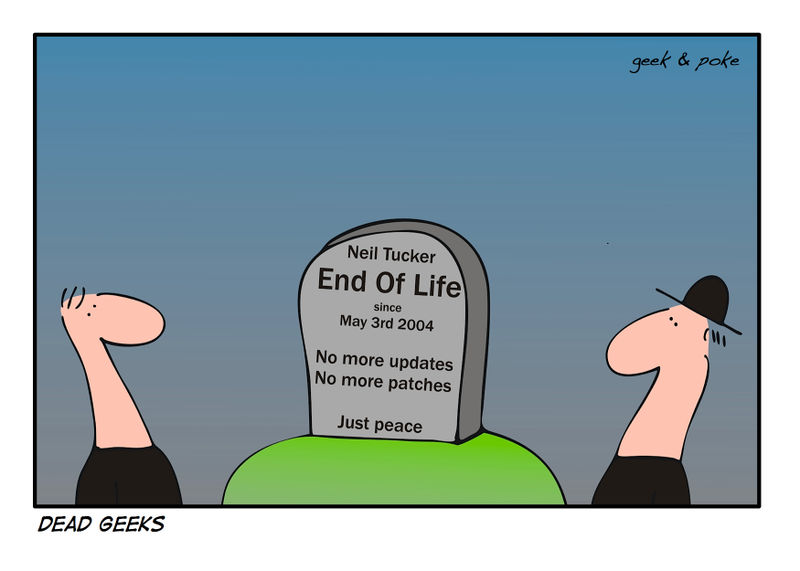 geek & poke
Neil Tucker
End Of Life
since
May 3rd 2004
No more updates
No more patches
Just peace
DEAD GEEKS